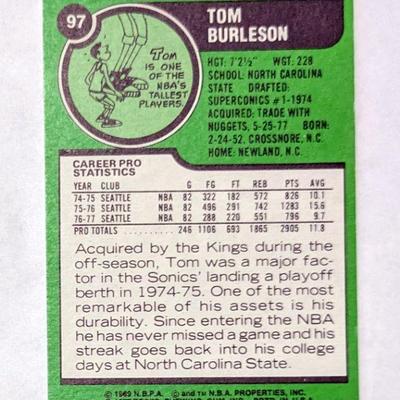 97
TOM
BURLESON
TOM
IS ONE
OF THE
NBA'S
TALLEST
PLAYERS.
HGT: 7'2½" WGT: 228
SCHOOL: NORTH CAROLINA
STATE DRAFTED:
SUPERSONICS #1-1974
ACQUIRED: TRADE WITH
NUGGETS, 5-25-77 BORN:
2-24-52, CROSSNORE, N.C.
HOME: NEWLAND, N.C.
CAREER PRO
STATISTICS
YEAR CLUB G FG FT REB PTS AVG
74-75 SEATTLE NBA 82 322 182 572 826 10.1
75-76 SEATTLE NBA 82 496 291 742 1283 15.6
76-77 SEATTLE NBA 82 288 220 551 796 9.7
PRO TOTALS 246 1106 693 1865 2905 11.8
Acquired by the Kings during the
off-season, Tom was a major fac-
tor in the Sonics' landing a playoff
berth in 1974-75. One of the most
remarkable of his assets is his
durability. Since entering the NBA
he has never missed a game and his
streak goes back into his college
days at North Carolina State.
© 1969 N.B.P.A. © and TM N.B.A. PROPERTIES, INC.